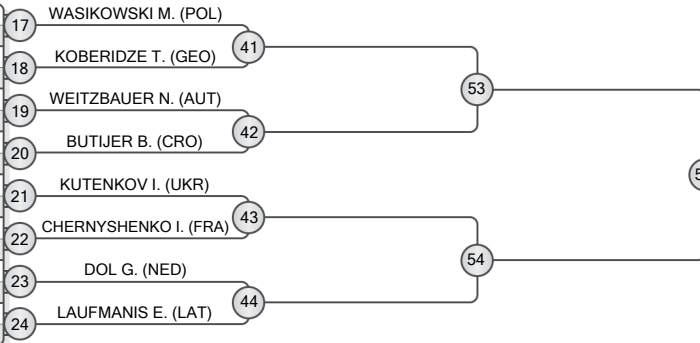 17
WASIKOWSKI M. (POL)
41
18
KOBERIDZE T. (GEO)
53
19
WEITZBAUER N. (AUT)
42
20
BUTIJER B. (CRO)
21
KUTENKOV I. (UKR)
43
22
CHERNYSHENKO I. (FRA)
54
23
DOL G. (NED)
44
24
LAUFMANIS E. (LAT)